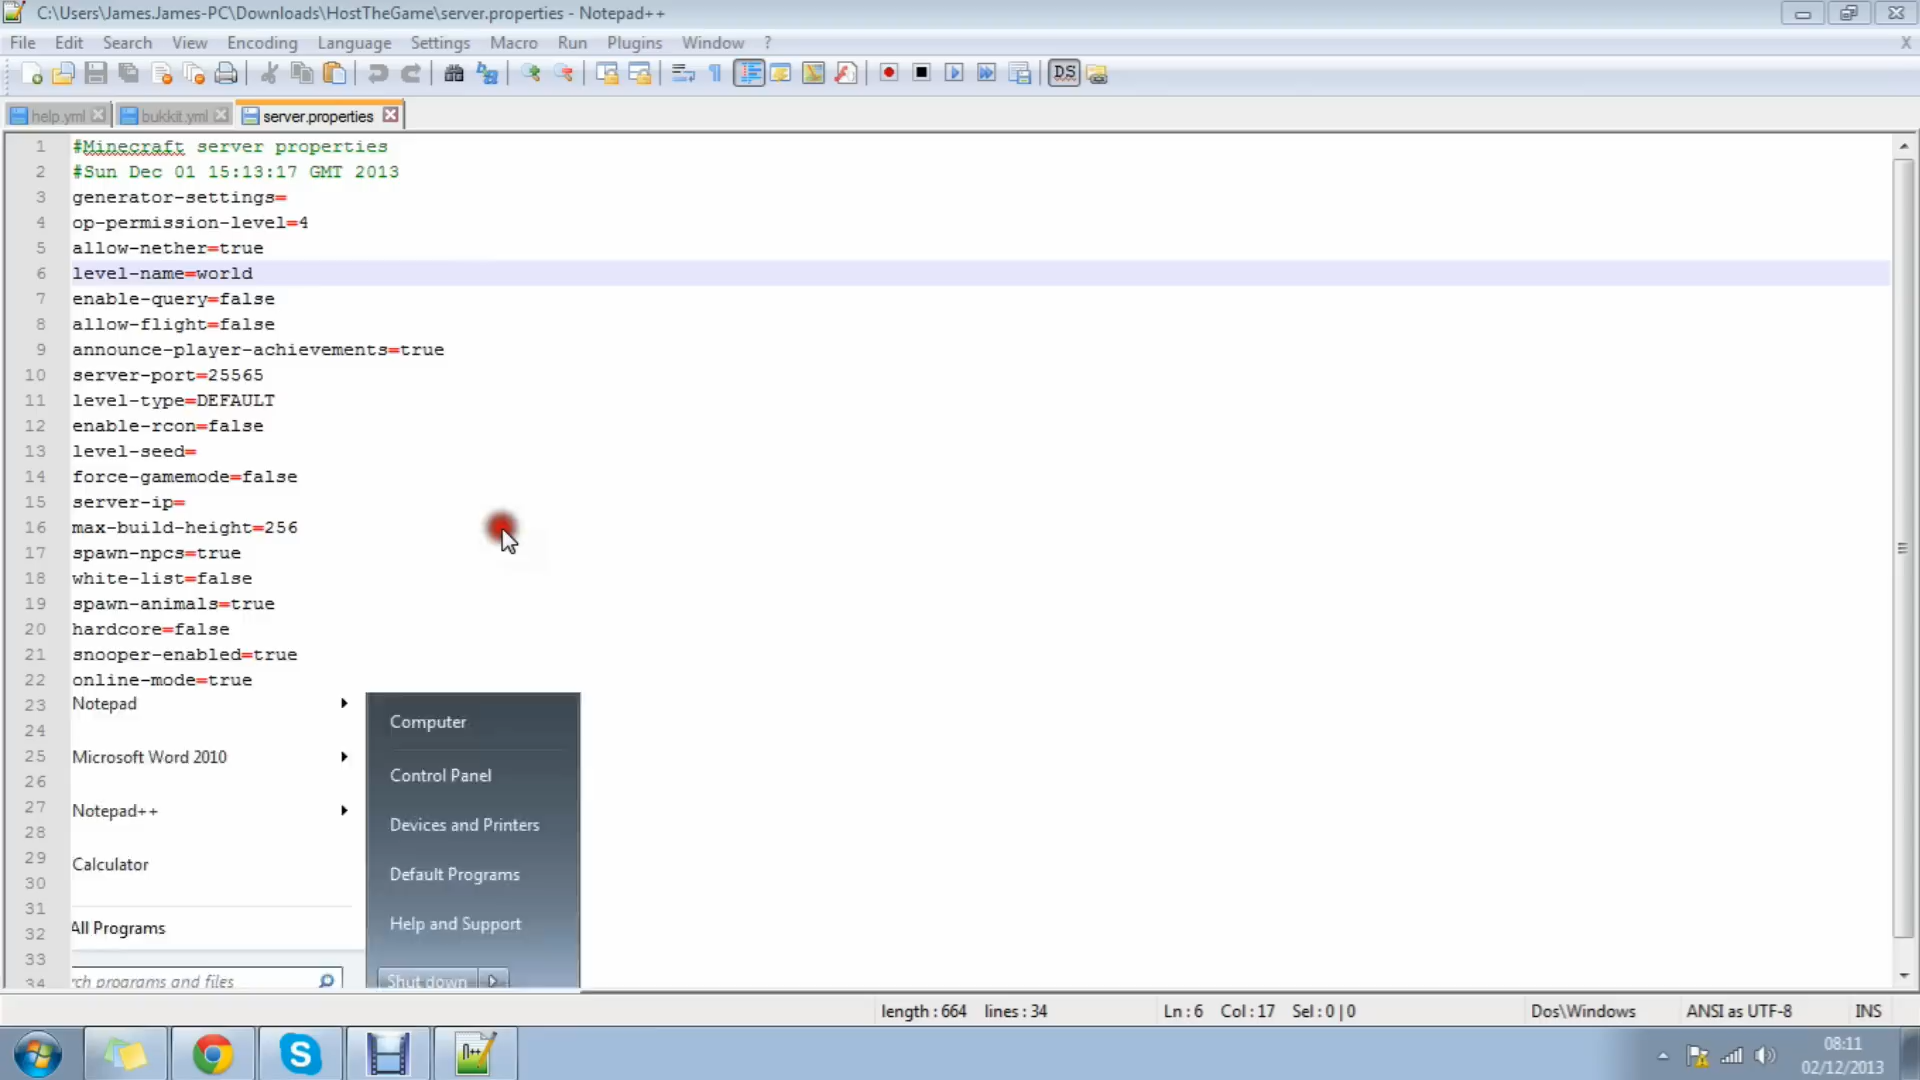 C:\Users\James.James-PC\Downloads\HostTheGame\server.properties - Notepad++
File Edit Search View Encoding Language Settings Macro Run Plugins Window ? X
DS
help.yml bukkit.yml server.properties
1 #Minecraft server properties
2 #Sun Dec 01 15:13:17 GMT 2013
3 generator-settings=
4 op-permission-level=4
5 allow-nether=true
6 level-name=world
7 enable-query=false
8 allow-flight=false
9 announce-player-achievements=true
10 server-port=25565
11 level-type=DEFAULT
12 enable-rcon=false
13 level-seed=
14 force-gamemode=false
15 server-ip=
16 max-build-height=256
17 spawn-npcs=true
18 white-list=false
19 spawn-animals=true
20 hardcore=false
21 snooper-enabled=true
22 online-mode=true
23
24
25
26
27
28
29
30
31
32
33
34
Notepad
Microsoft Word 2010
Notepad++
Calculator
All Programs
rch programs and files
Computer
Control Panel
Devices and Printers
Default Programs
Help and Support
Shut down
length : 664 lines : 34 Ln : 6 Col : 17 Sel : 0 | 0 Dos\Windows ANSI as UTF-8 INS
08:11
02/12/2013